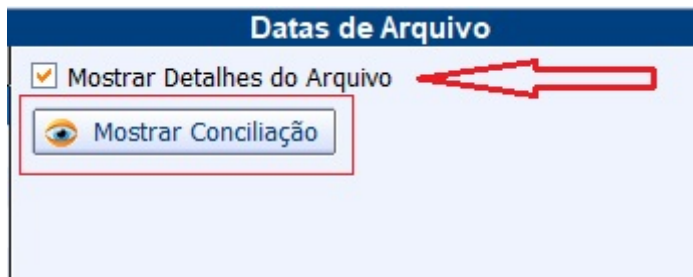 Datas de Arquivo
Mostrar Detalhes do Arquivo
Mostrar Conciliação